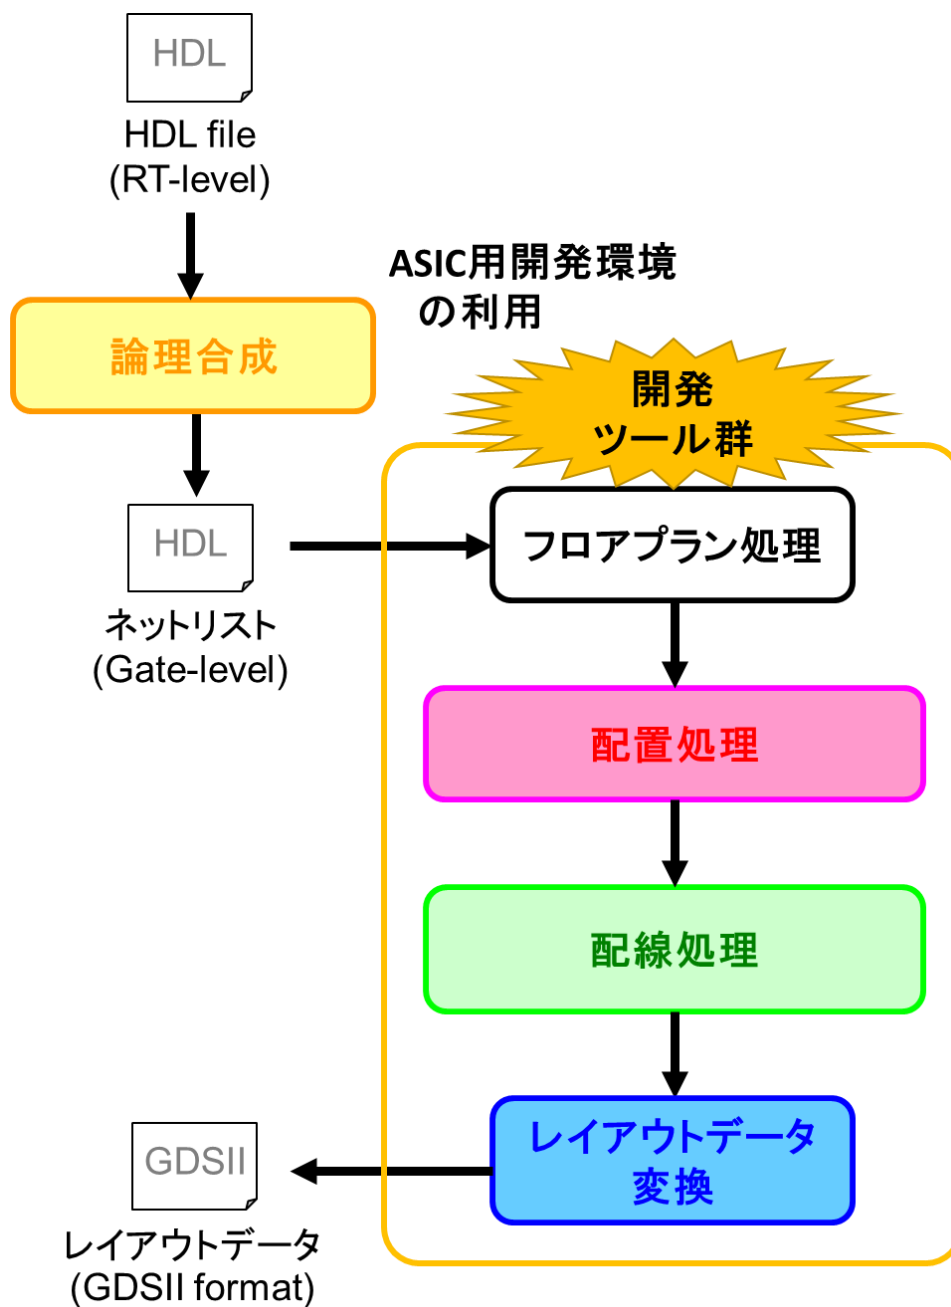 HDL
HDL file
(RT-level)
論理合成
HDL
ネットリスト
(Gate-level)
ASIC用開発環境
の利用
開発
ツール群
フロアプラン処理
配置処理
配線処理
レイアウトデータ
変換
GDSII
レイアウトデータ
(GDSII format)